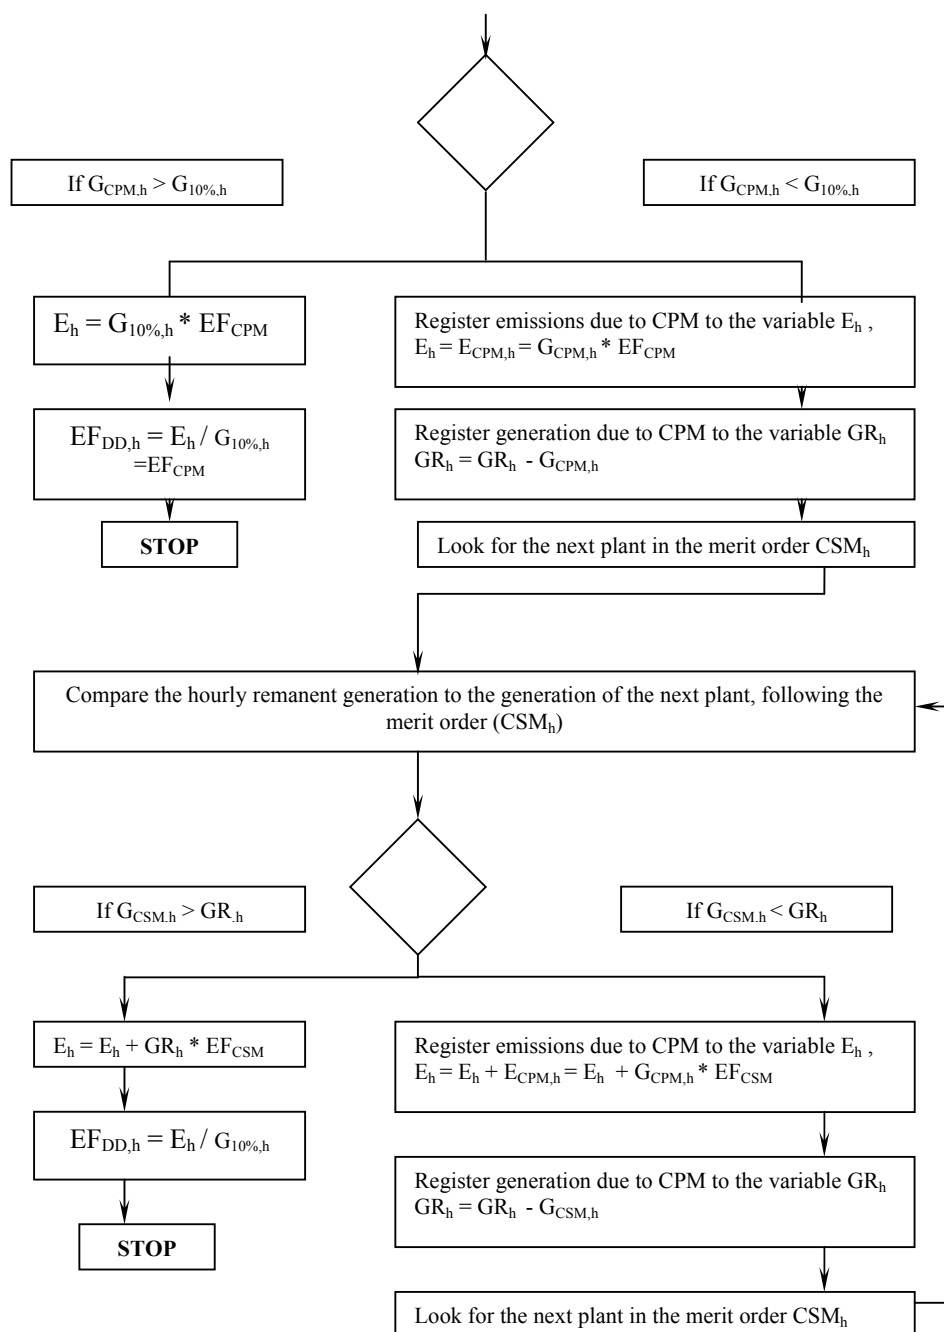 If G_CPM,h > G_10%,h
If G_CPM,h < G_10%,h
E_h = G_10%,h * EF_CPM
EF_DD,h = E_h / G_10%,h
=EF_CPM
STOP
Register emissions due to CPM to the variable E_h ,
E_h = E_CPM,h = G_CPM,h * EF_CPM
Register generation due to CPM to the variable GR_h
GR_h = GR_h - G_CPM,h
Look for the next plant in the merit order CSM_h
Compare the hourly remanent generation to the generation of the next plant, following the
merit order (CSM_h)
If G_CSM,h > GR_.h
If G_CSM,h < GR_h
E_h = E_h + GR_h * EF_CSM
EF_DD,h = E_h / G_10%,h
STOP
Register emissions due to CPM to the variable E_h ,
E_h = E_h + E_CPM,h = E_h + G_CPM,h * EF_CSM
Register generation due to CPM to the variable GR_h
GR_h = GR_h - G_CSM,h
Look for the next plant in the merit order CSM_h